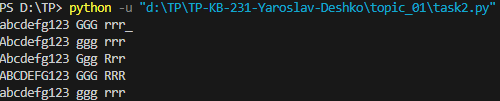 PS D:\TP> python -u "d:\TP\TP-KB-231-Yaroslav-Deshko\topic_01\task2.py"
abcdefg123 GGG rrr_
Abcdefg123 ggg rrr
Abcdefg123 Ggg Rrr
ABCDEFG123 GGG RRR
abcdefg123 ggg rrr